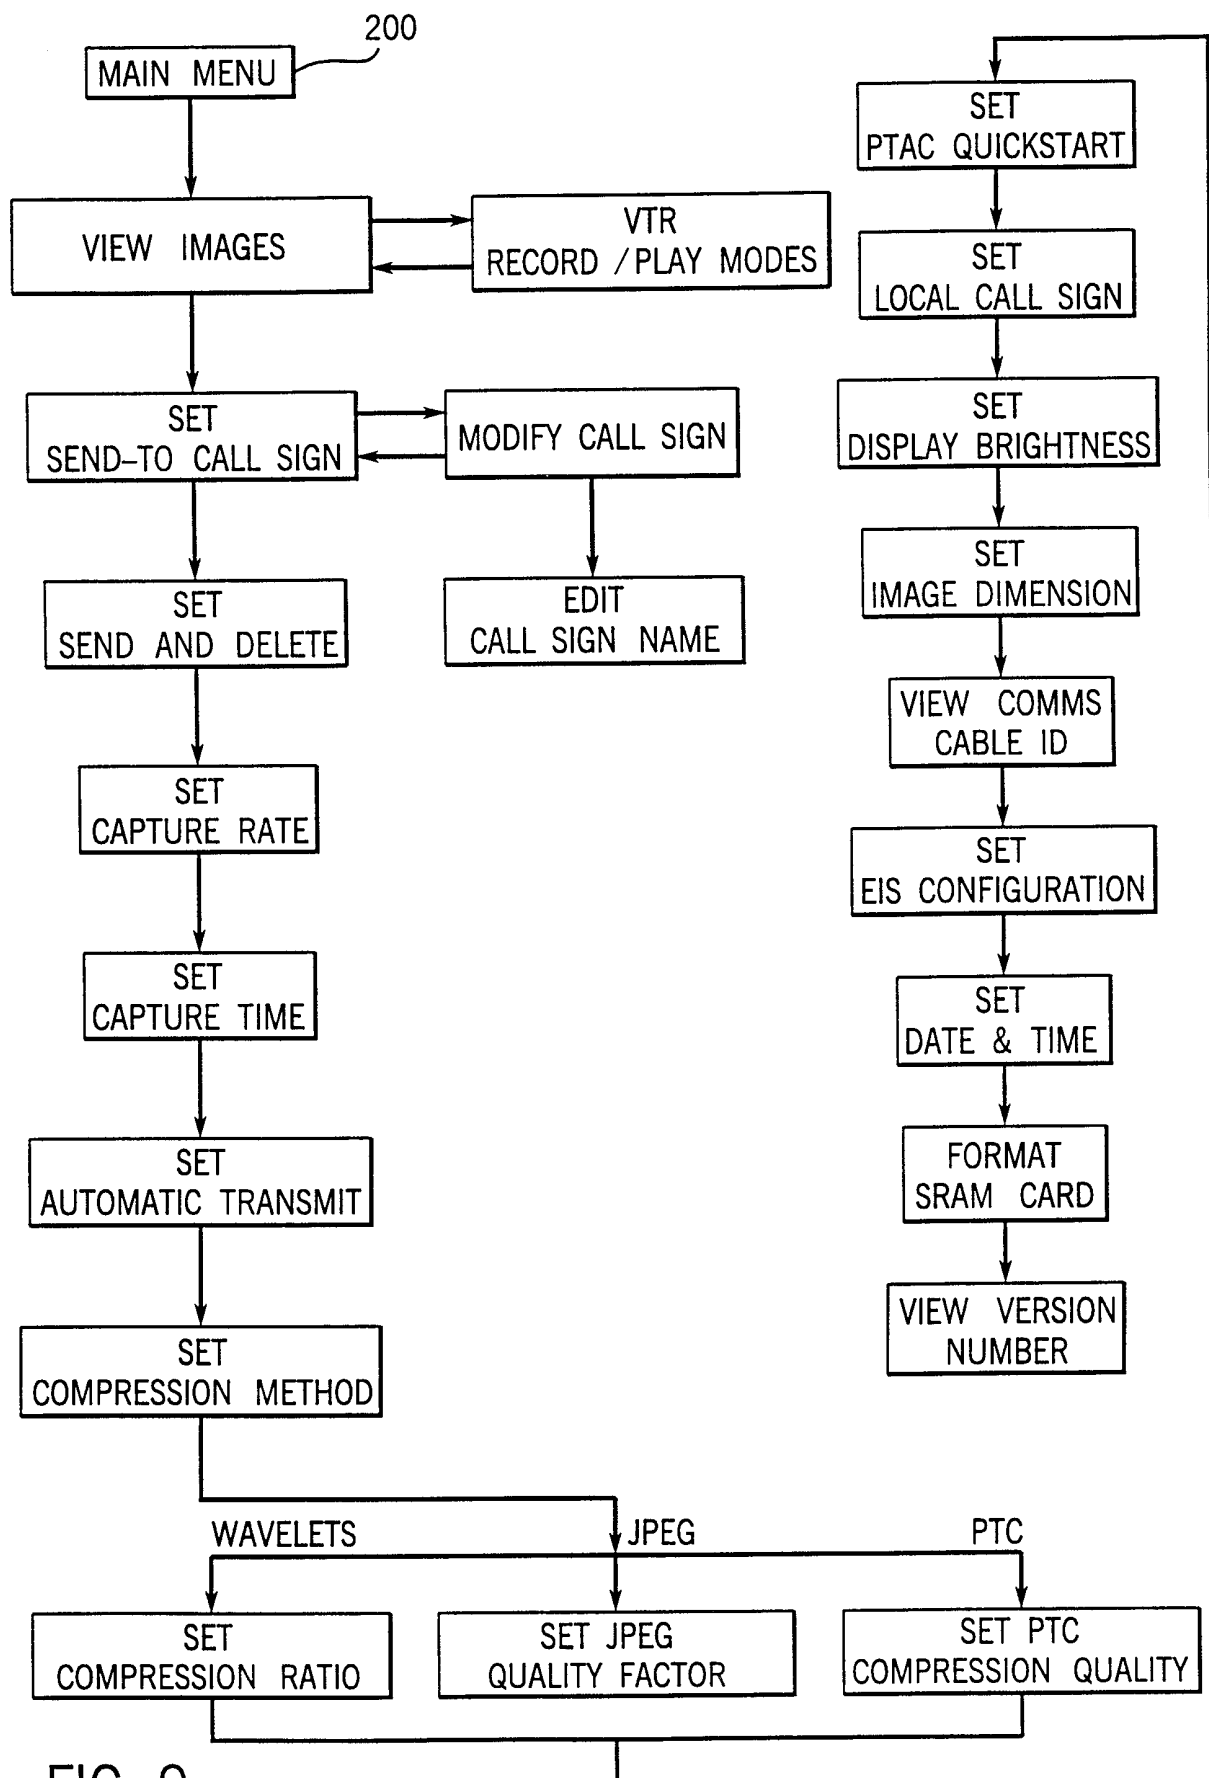 200
MAIN MENU
VIEW IMAGES
VTR
RECORD / PLAY MODES
SET
SEND-TO CALL SIGN
MODIFY CALL SIGN
SET
SEND AND DELETE
EDIT
CALL SIGN NAME
SET
CAPTURE RATE
SET
CAPTURE TIME
SET
AUTOMATIC TRANSMIT
SET
COMPRESSION METHOD
WAVELETS
JPEG
PTC
SET
COMPRESSION RATIO
SET JPEG
QUALITY FACTOR
SET PTC
COMPRESSION QUALITY
SET
PTAC QUICKSTART
SET
LOCAL CALL SIGN
SET
DISPLAY BRIGHTNESS
SET
IMAGE DIMENSION
VIEW COMMS
CABLE ID
SET
EIS CONFIGURATION
SET
DATE & TIME
FORMAT
SRAM CARD
VIEW VERSION
NUMBER
FIG.